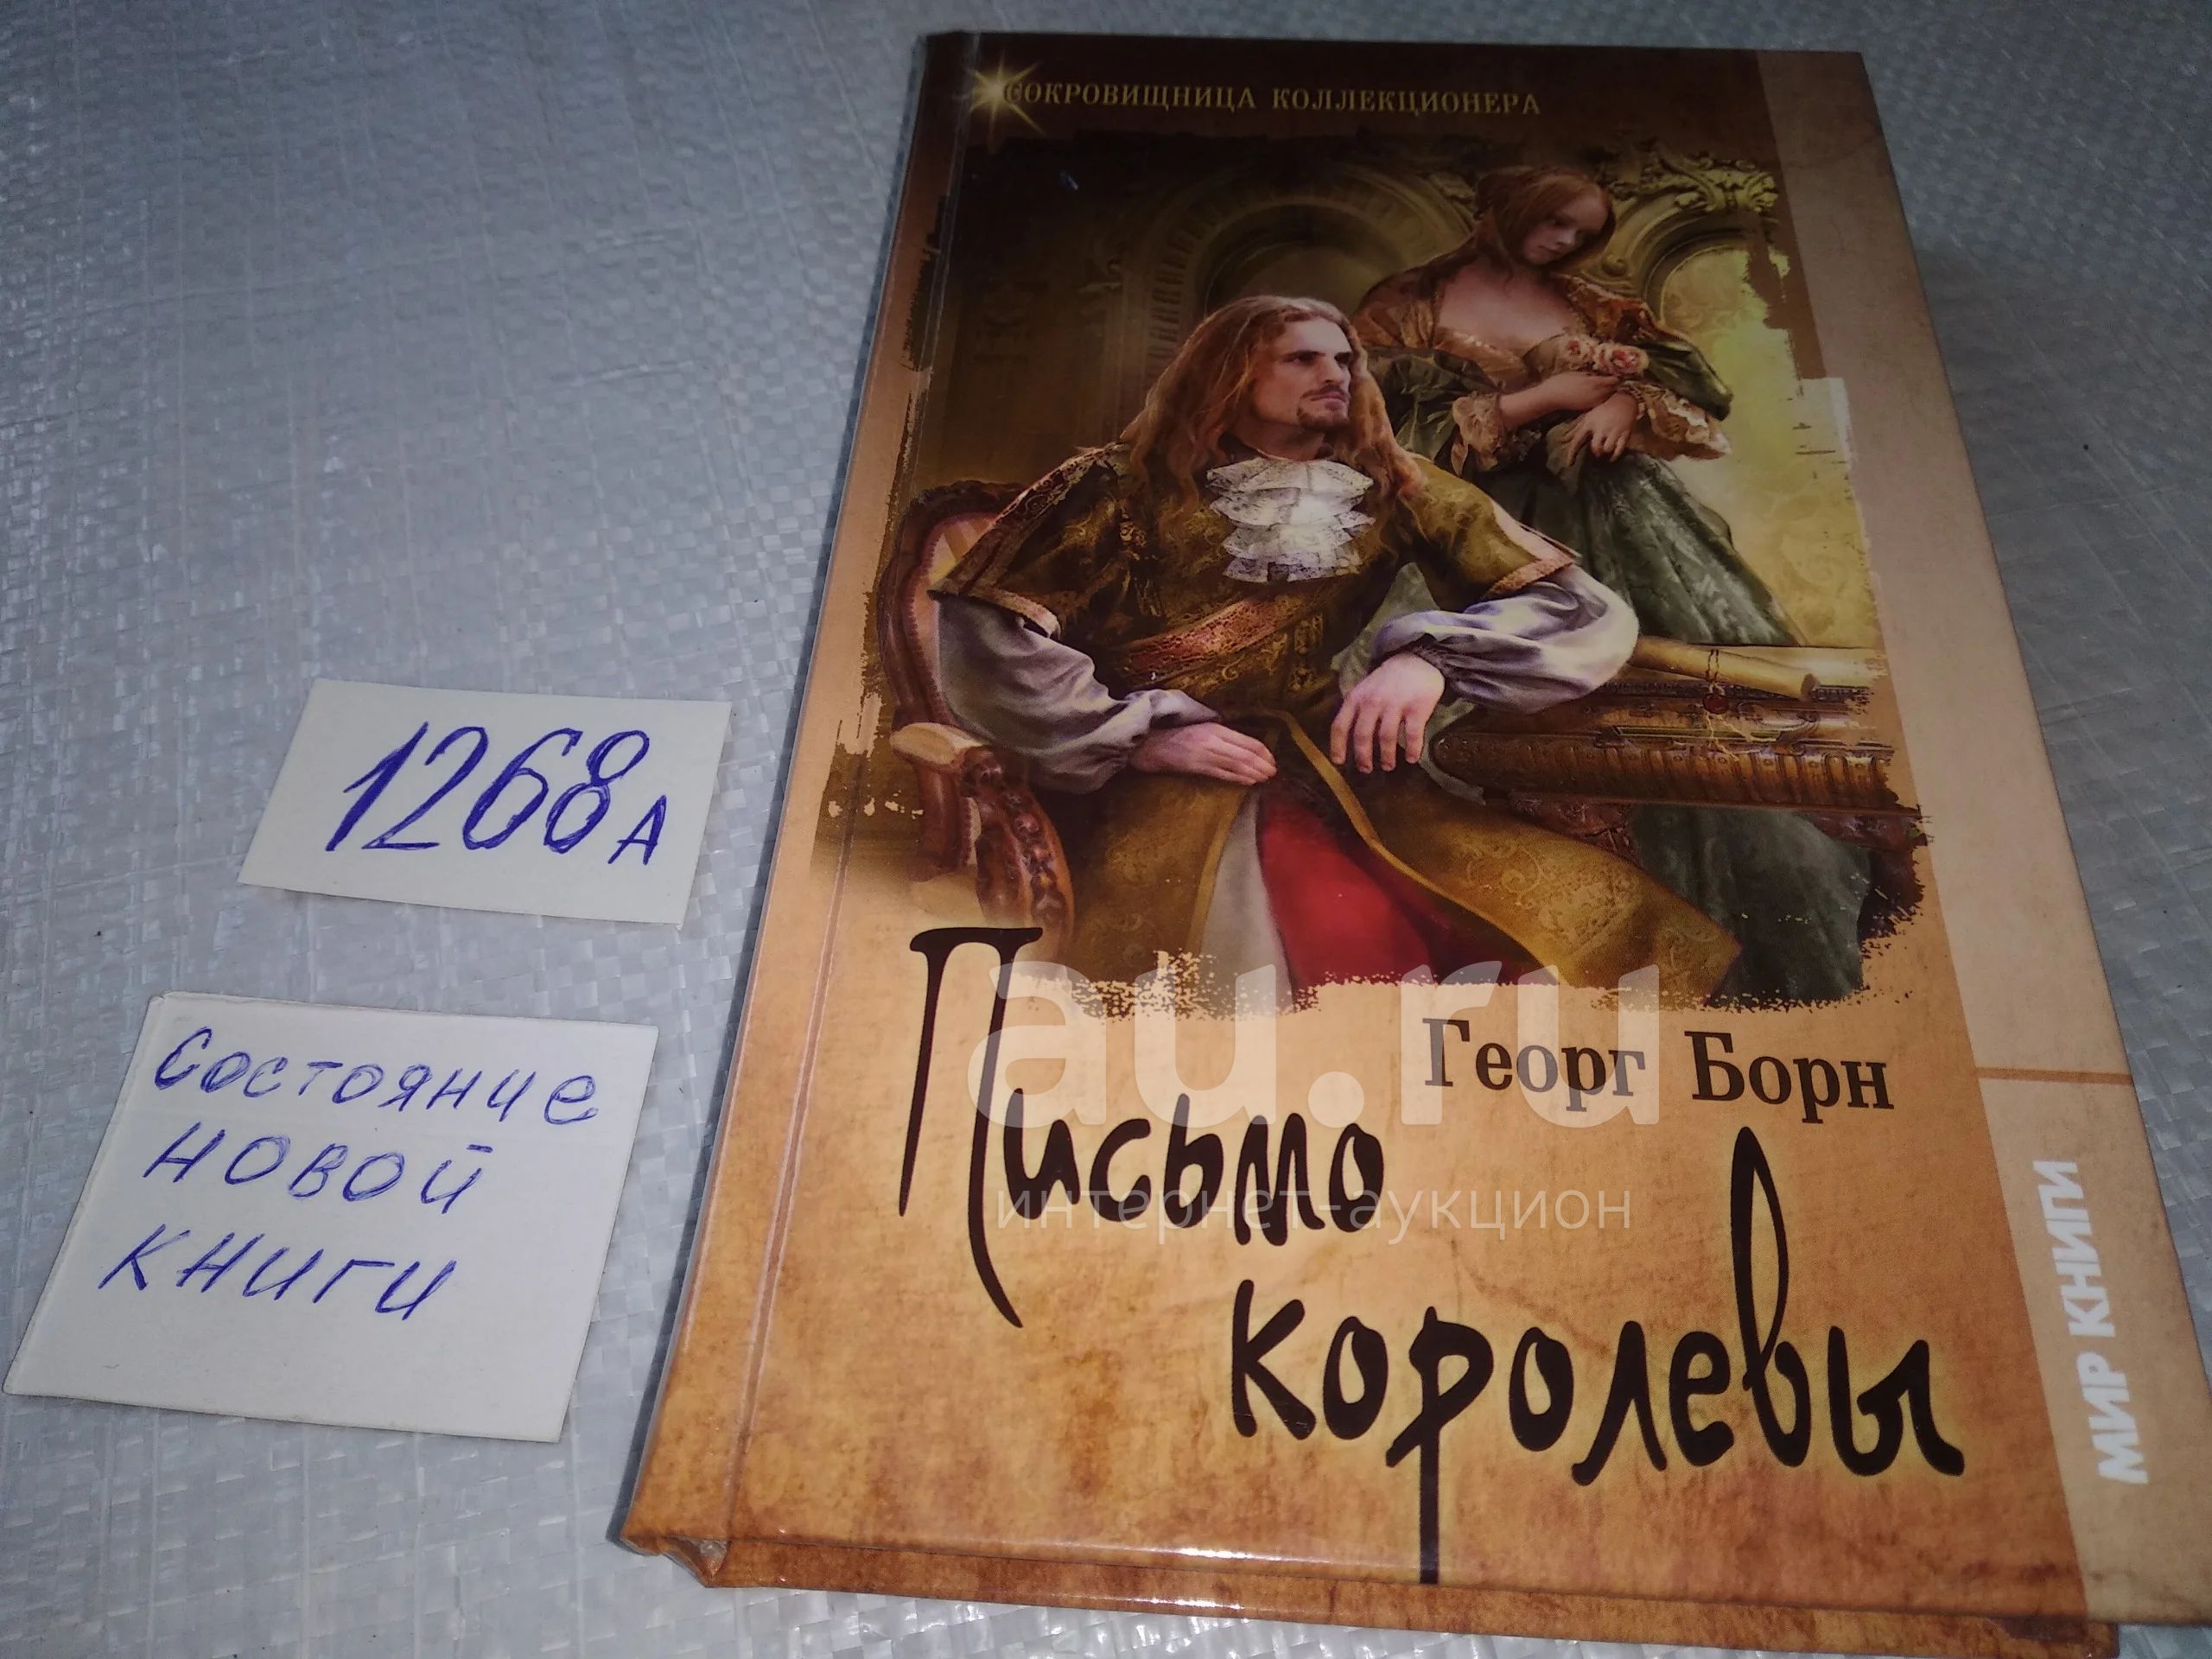 СОКРОВИЩНИЦА КОЛЛЕКЦИОНЕРА
1268А
Состояние
новой
книги
au.ru
Георг Борн
Письмо
интернет-аукцион
королевы
МИР КНИГИ